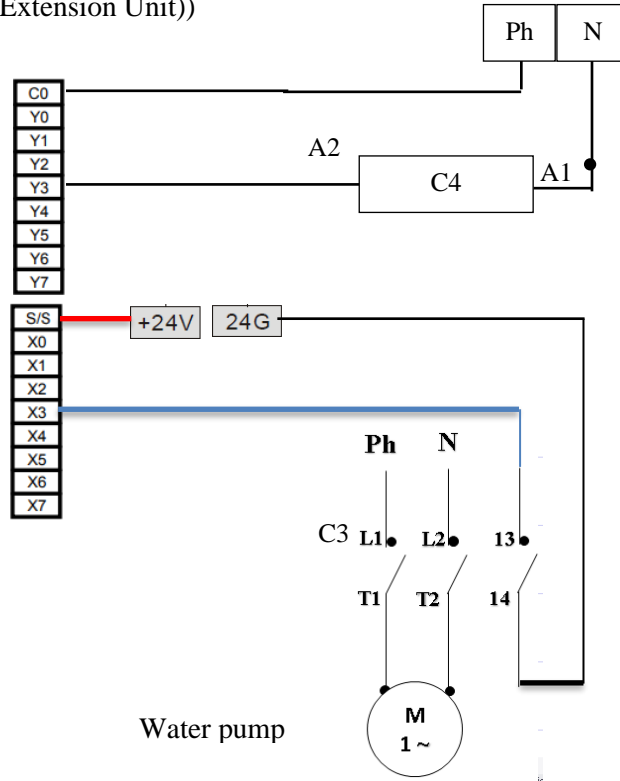 Extension Unit))
Ph N
C0
Y0
Y1
Y2
Y3
Y4
Y5
Y6
Y7
A2
C4
A1
S/S
X0
X1
X2
X3
X4
X5
X6
X7
+24V 24G
Ph N
C3 L1 L2 13
T1 T2 14
M
1 ~
Water pump